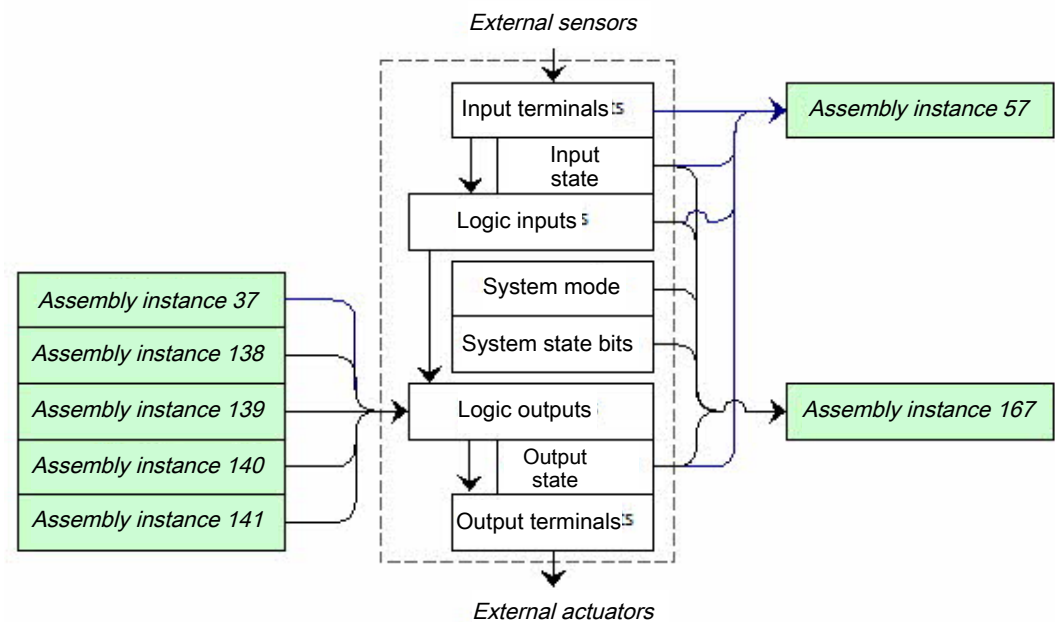 External sensors
Input terminals
Assembly instance 57
Input
state
Logic inputs
System mode
System state bits
Assembly instance 37
Assembly instance 138
Assembly instance 139
Assembly instance 140
Assembly instance 141
Logic outputs
Assembly instance 167
Output
state
Output terminals
External actuators